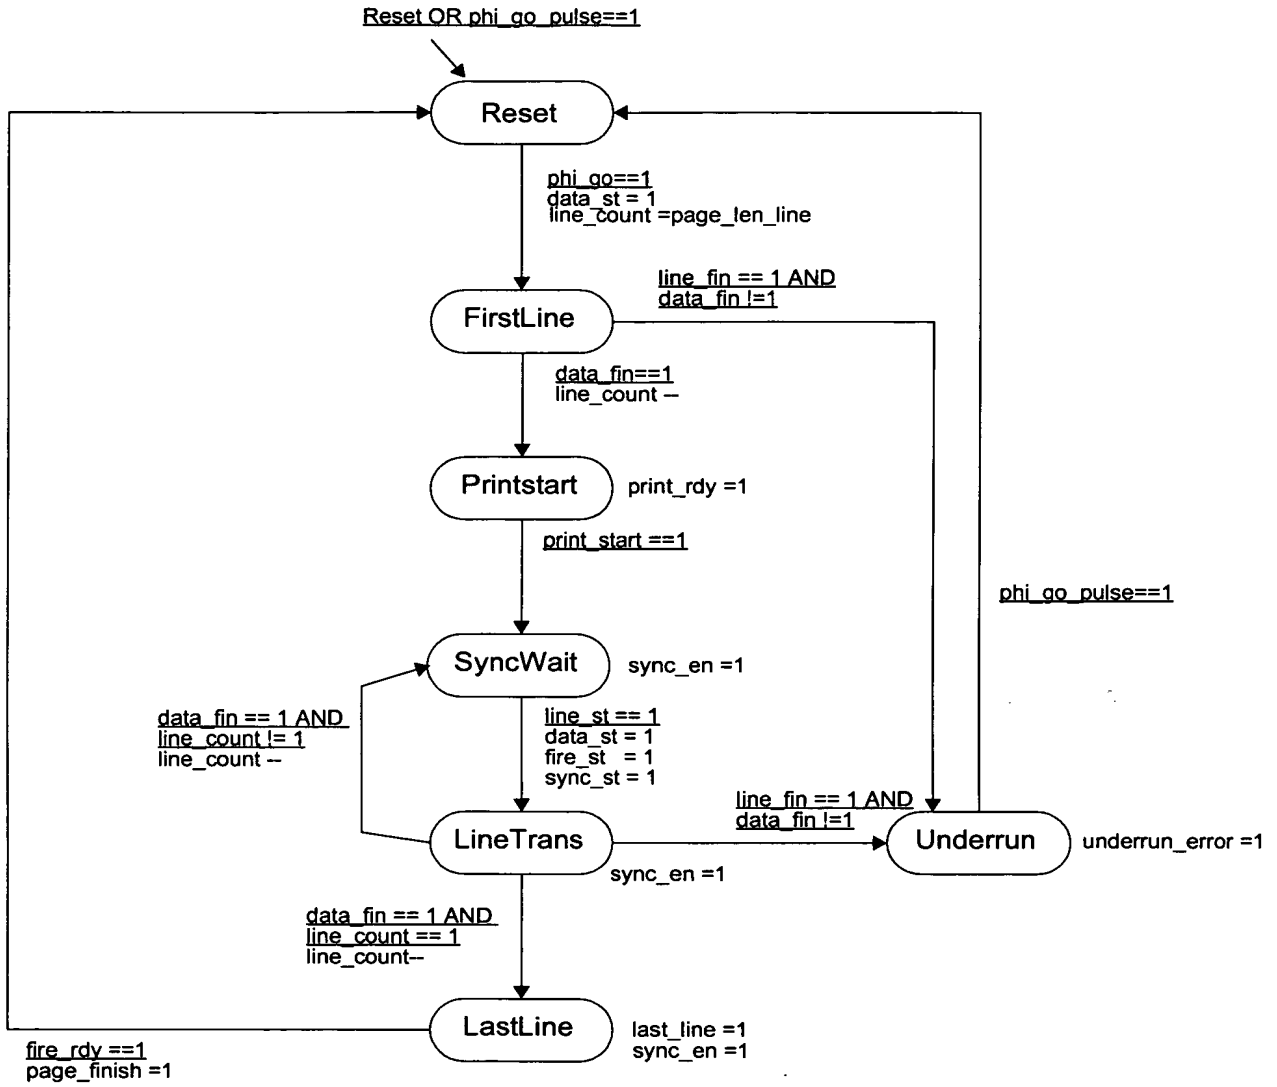 Reset OR phi_go_pulse==1
Reset
phi_go==1
data_st = 1
line_count =page_len_line
line_fin == 1 AND
data_fin !=1
FirstLine
data_fin==1
line_count --
Printstart
print_rdy =1
print_start ==1
phi_go_pulse==1
SyncWait
sync_en =1
data_fin == 1 AND
line_count != 1
line_count --
line_st == 1
data_st = 1
fire_st = 1
sync_st = 1
line_fin == 1 AND
data_fin !=1
LineTrans
sync_en =1
Underrun
underrun_error =1
data_fin == 1 AND
line_count == 1
line_count--
LastLine
last_line =1
sync_en =1
fire_rdy ==1
page_finish =1